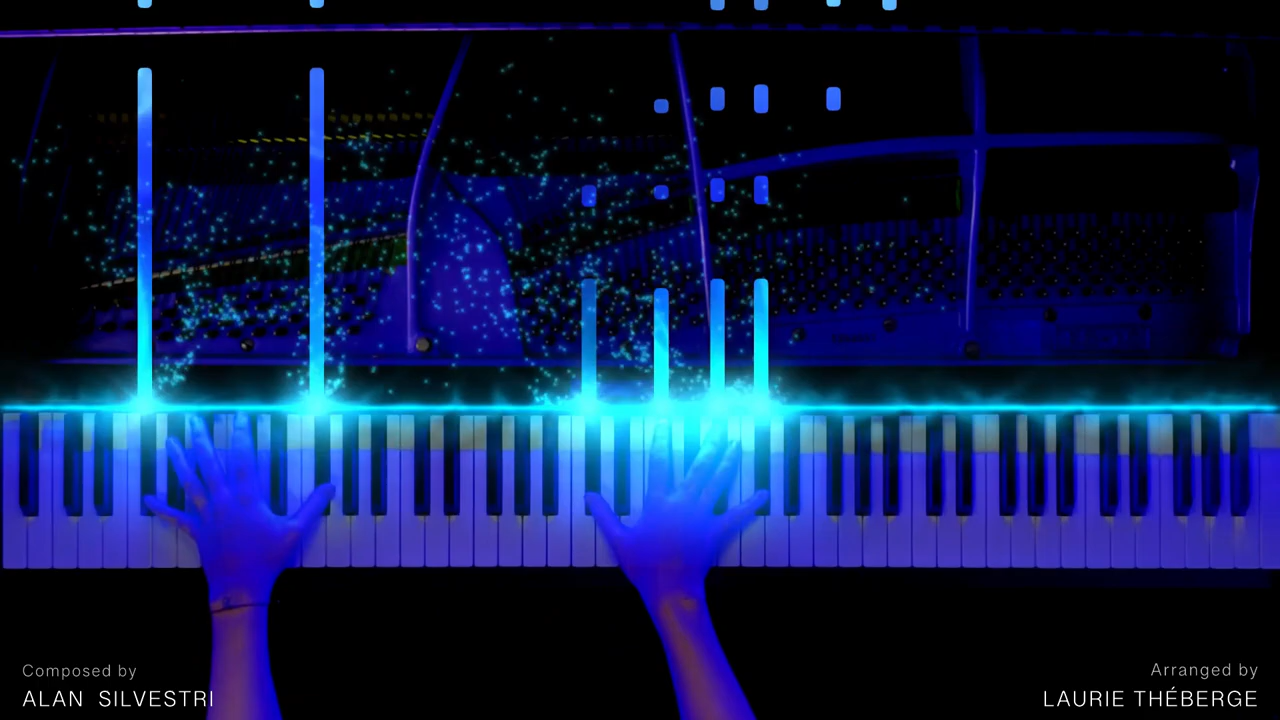 Composed by
ALAN SILVESTRI
Arranged by
LAURIE THÉBERGE